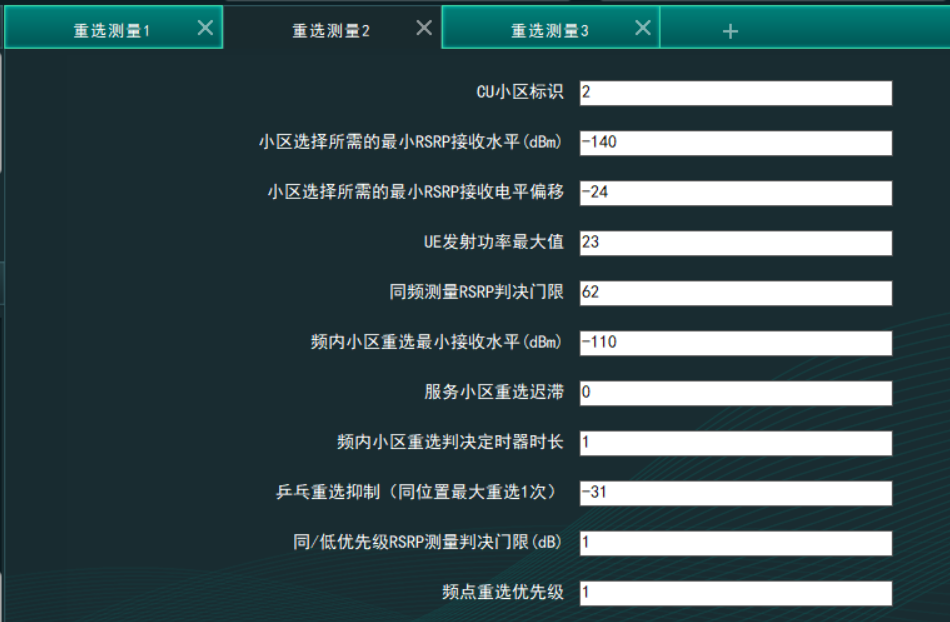 重选测量1 × 重选测量2 × 重选测量3 × +
CU小区标识 2
小区选择所需的最小RSRP接收水平(dBm) -140
小区选择所需的最小RSRP接收电平偏移 -24
UE发射功率最大值 23
同频测量RSRP判决门限 62
频内小区重选最小接收水平(dBm) -110
服务小区重选迟滞 0
频内小区重选判决定时器时长 1
乒乓重选抑制（同位置最大重选1次） -31
同/低优先级RSRP测量判决门限(dB) 1
频点重选优先级 1